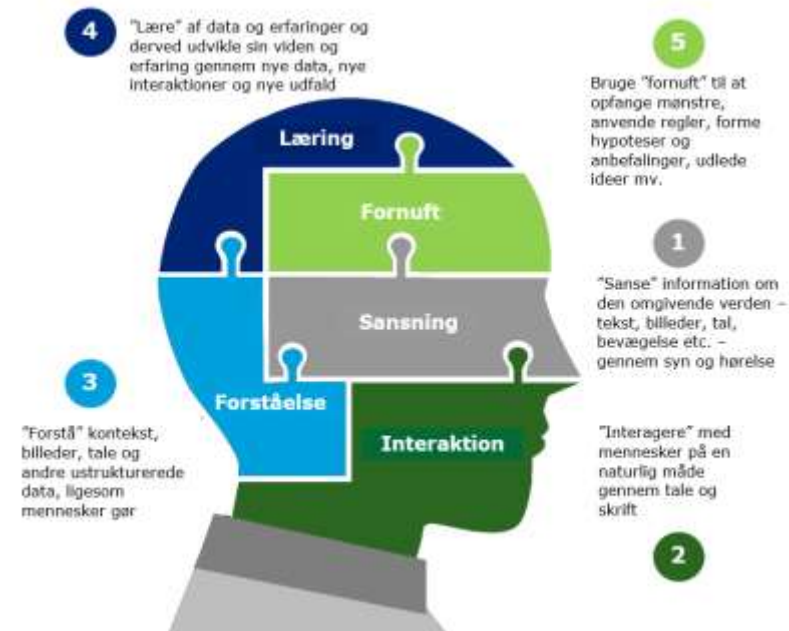 4
"Lære" af data og erfaringer og
derved udvikle sin viden og
erfaring gennem nye data, nye
interaktioner og nye udfald
5
Bruge "fornuft" til at
opfange mønstre,
anvende regler, forme
hypoteser og
anbefalinger, udlede
ideer mv.
Læring
Fornuft
Sansning
Forståelse
Interaktion
1
"Sanse" information om
den omgivende verden –
tekst, billeder, tal,
bevægelse etc. –
gennem syn og hørelse
3
"Forstå" kontekst,
billeder, tale og
andre ustrukturerede
data, ligesom
mennesker gør
"Interagere" med
mennesker på en
naturlig måde
gennem tale og
skrift
2